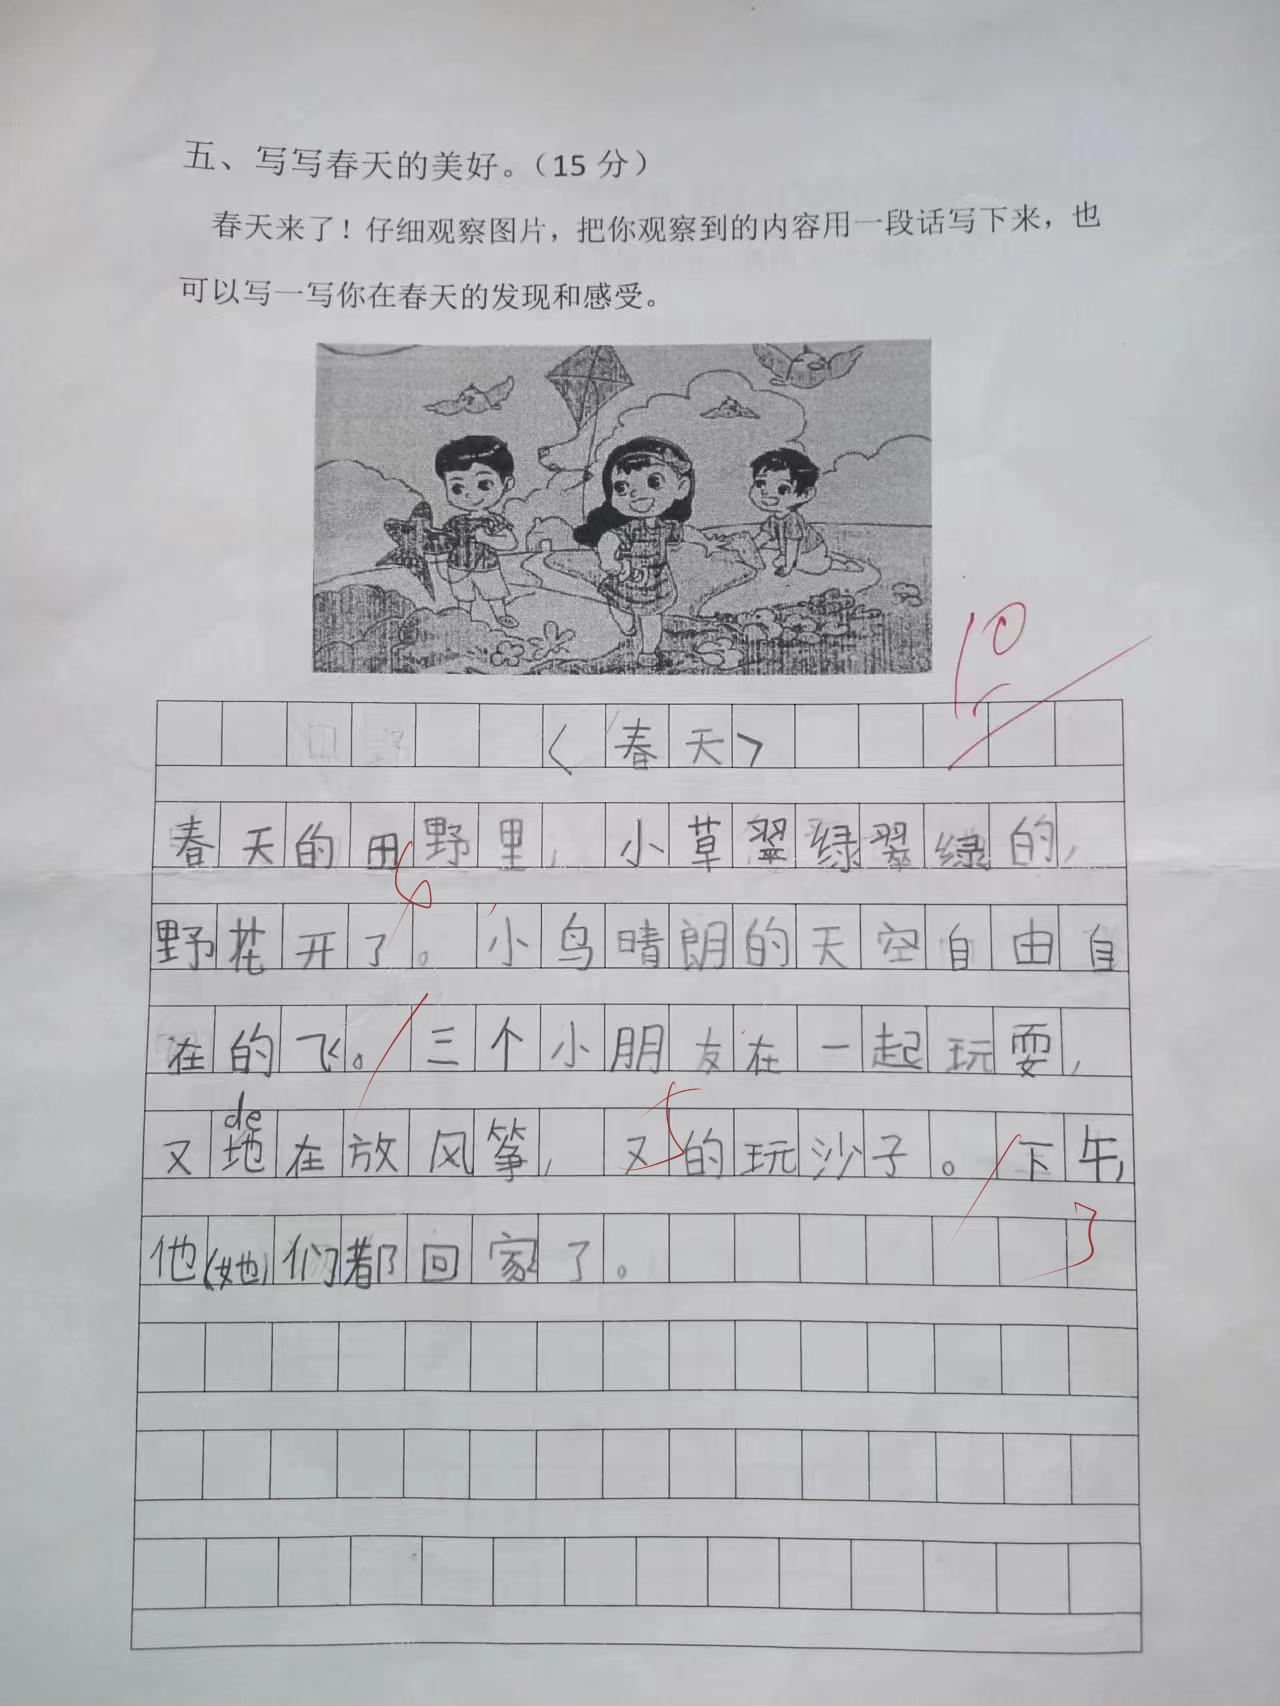 五、写写春天的美好。（15 分）
春天来了！仔细观察图片，把你观察到的内容用一段话写下来，也
可以写一写你在春天的发现和感受。
10
〈春天〉
春天的田野里，小草翠绿翠绿的，
野花开了。小鸟晴朗的天空自由自
在的飞。三个小朋友在一起玩耍，
de
又地在放风筝，又的玩沙子。下午，
他(她)们都回家了。